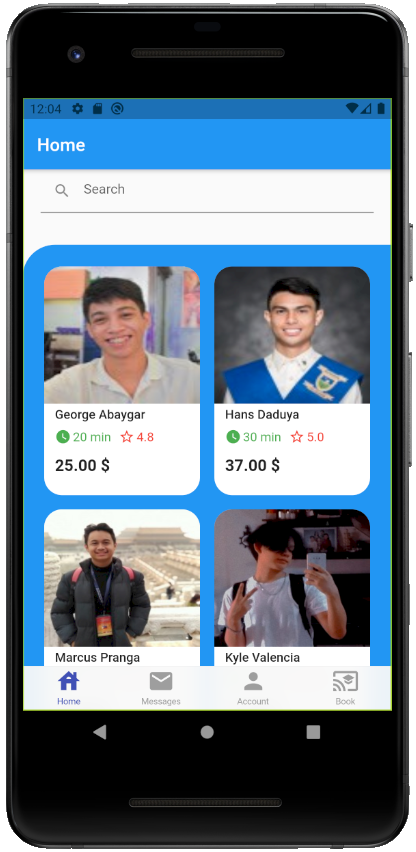 12:04
Home
Search
George Abaygar
20 min 4.8
25.00 $
Hans Daduya
30 min 5.0
37.00 $
Marcus Pranga
Kyle Valencia
Home
Messages
Account
Book